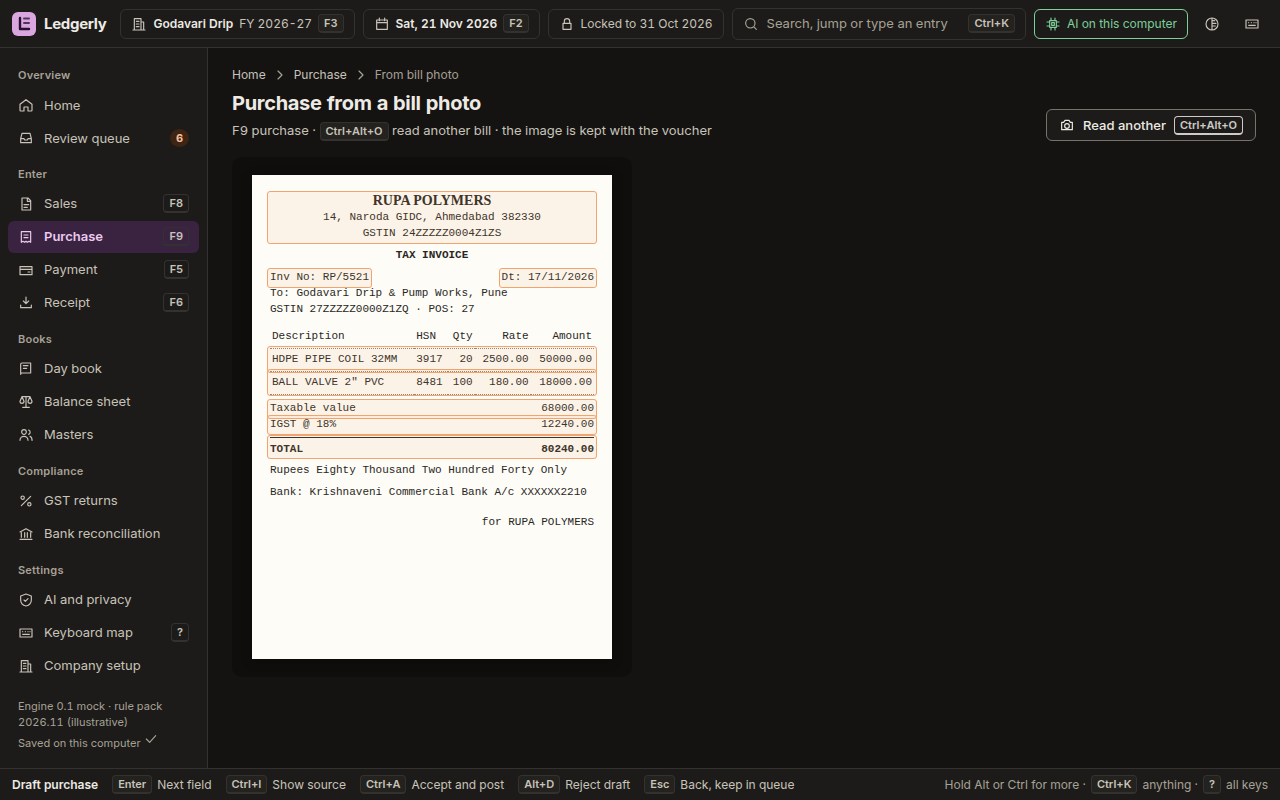 Ledgerly
Godavari Drip FY 2026-27 F3
Sat, 21 Nov 2026 F2
Locked to 31 Oct 2026
Search, jump or type an entry Ctrl+K
AI on this computer
Overview
Home
Review queue 6
Enter
Sales F8
Purchase F9
Payment F5
Receipt F6
Books
Day book
Balance sheet
Masters
Compliance
GST returns
Bank reconciliation
Settings
AI and privacy
Keyboard map ?
Company setup
Engine 0.1 mock · rule pack
2026.11 (illustrative)
Saved on this computer
Home > Purchase > From bill photo
Purchase from a bill photo
F9 purchase · Ctrl+Alt+O read another bill · the image is kept with the voucher
Read another Ctrl+Alt+O
RUPA POLYMERS
14, Naroda GIDC, Ahmedabad 382330
GSTIN 24ZZZZZ0004Z1ZS
TAX INVOICE
Inv No: RP/5521 Dt: 17/11/2026
To: Godavari Drip & Pump Works, Pune
GSTIN 27ZZZZZ0000Z1ZQ · POS: 27
Description HSN Qty Rate Amount
HDPE PIPE COIL 32MM 3917 20 2500.00 50000.00
BALL VALVE 2" PVC 8481 100 180.00 18000.00
Taxable value 68000.00
IGST @ 18% 12240.00
TOTAL 80240.00
Rupees Eighty Thousand Two Hundred Forty Only
Bank: Krishnaveni Commercial Bank A/c XXXXXX2210
for RUPA POLYMERS
Draft purchase Enter Next field Ctrl+I Show source Ctrl+A Accept and post Alt+D Reject draft Esc Back, keep in queue Hold Alt or Ctrl for more · Ctrl+K anything · ? all keys